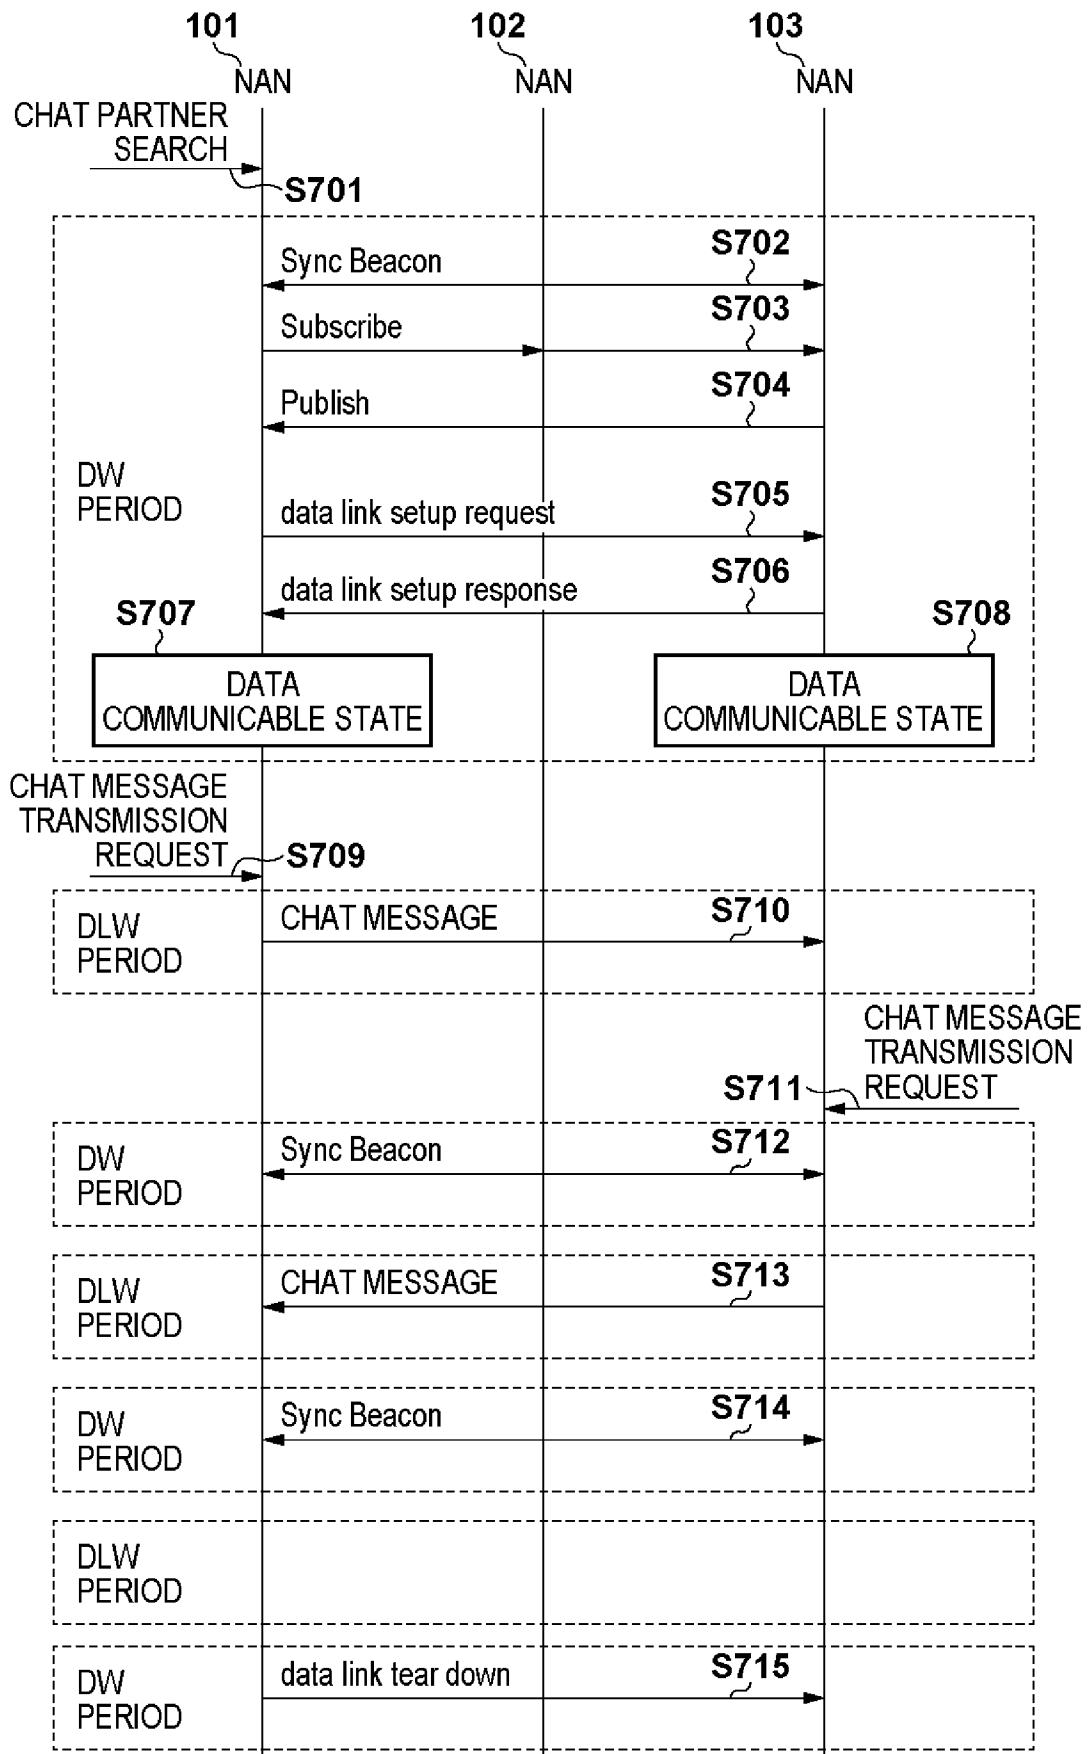 101
102
103
NAN
NAN
NAN
CHAT PARTNER
SEARCH
S701
S702
Sync Beacon
S703
Subscribe
S704
Publish
DW
PERIOD
S705
data link setup request
S706
data link setup response
S707
S708
DATA
COMMUNICABLE STATE
DATA
COMMUNICABLE STATE
CHAT MESSAGE
TRANSMISSION
REQUEST
S709
DLW
PERIOD
CHAT MESSAGE
S710
CHAT MESSAGE
TRANSMISSION
REQUEST
S711
DW
PERIOD
Sync Beacon
S712
DLW
PERIOD
CHAT MESSAGE
S713
DW
PERIOD
Sync Beacon
S714
DLW
PERIOD
DW
PERIOD
data link tear down
S715